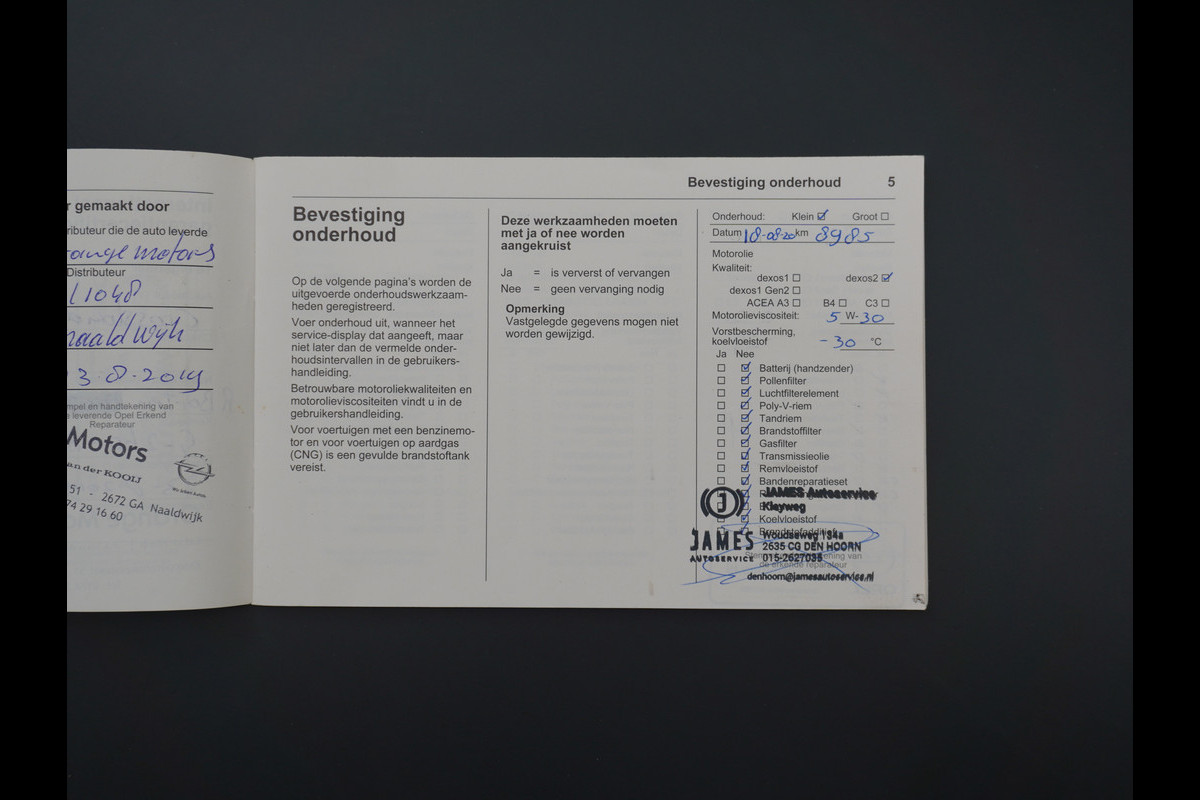 r gemaakt door
ributeur die de auto leverde
motors
Distributeur
11048
Naaldwijk
3-8-2019
mpel en handtekening van
leverende Opel Erkend
Reparateur
Motors
an der KOOIJ
51 - 2672 GA Naaldwijk
74 29 16 60
Bevestiging onderhoud 5
Bevestiging
onderhoud
Op de volgende pagina's worden de
uitgevoerde onderhoudswerkzaam-
heden geregistreerd.
Voer onderhoud uit, wanneer het
service-display dat aangeeft, maar
niet later dan de vermelde onder-
houdsintervallen in de gebruikers-
handleiding.
Betrouwbare motoroliekwaliteiten en
motorolieviscositeiten vindt u in de
gebruikershandleiding.
Voor voertuigen met een benzinemo-
tor en voor voertuigen op aardgas
(CNG) is een gevulde brandstoftank
vereist.
Deze werkzaamheden moeten
met ja of nee worden
aangekruist
Ja = is ververst of vervangen
Nee = geen vervanging nodig
Opmerking
Vastgelegde gegevens mogen niet
worden gewijzigd.
Onderhoud: Klein Groot
Datum 18-08-20 km 8985
Motorolie
Kwaliteit:
dexos1 dexos2
dexos1 Gen2
ACEA A3 B4 C3
Motorolieviscositeit: 5 W-30
Vorstbescherming,
koelvloeistof -30 °C
Ja Nee
Batterij (handzender)
Pollenfilter
Luchtfilterelement
Poly-V-riem
Tandriem
Brandstoffilter
Gasfilter
Transmissieolie
Remvloeistof
Bandenreparatieset
JAMES Autoservice
Kleyweg
Koelvloeistof
Brandstofadditief
JAMES
AUTOSERVICE
Woudseweg 134a
2635 CG DEN HOORN
015-2627035
de erkende reparateur
denhoorn@jamesautoservice.nl